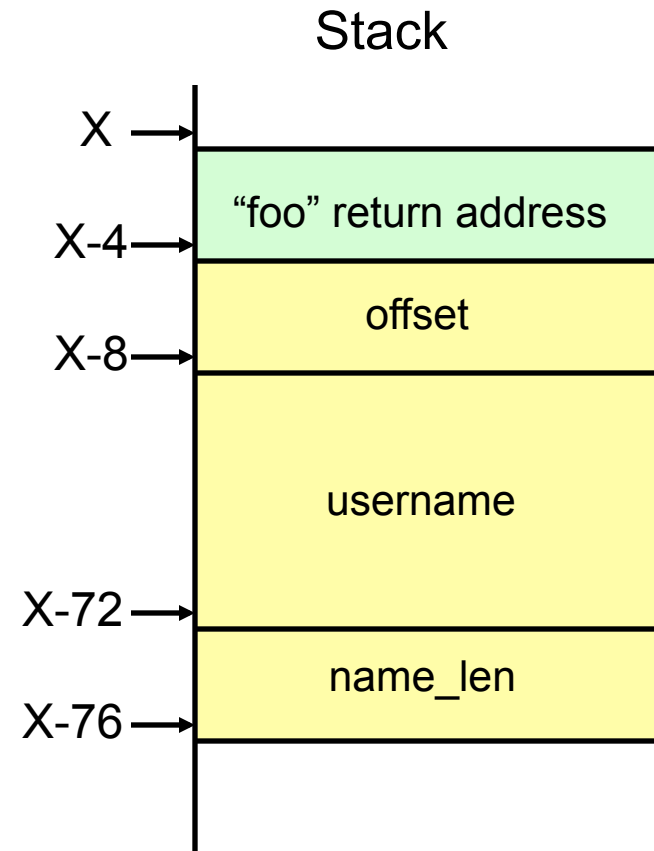 Stack
X
“foo” return address
X-4
offset
X-8
username
X-72
name_len
X-76